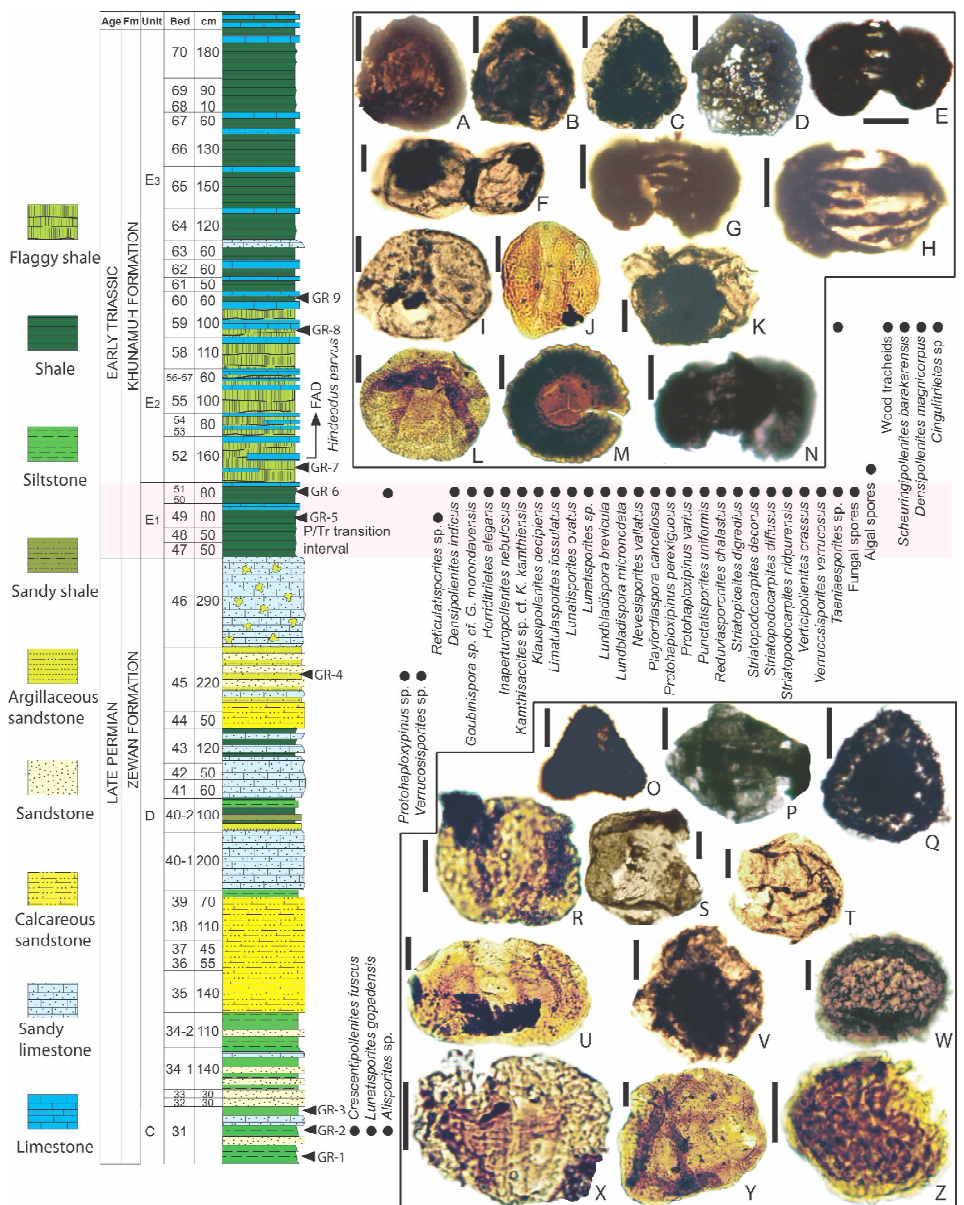 Age Fm Unit Bed cm
70 180
69 90
68 10
67 60
66 130
E3
65 150
64 120
63 60
62 60
61 50
60 60
GR 9
59 100
GR-8
58 110
56-57 60
55 100
E2
54
53
80
52 160
GR-7
FAD
Hindeodus parvus
51
50
80
GR 6
E1
49 80
GR-5
48 50
P/Tr transition
47 50
interval
46 290
45 220
GR-4
44 50
43 120
42 50
41 60
D
40-2 100
40-1 200
39 70
38 110
37 45
36 55
35 140
34-2 110
34 1 140
33 30
32 30
GR-3
C
31
GR-2
GR-1
EARLY TRIASSIC
KHUNAMUH FORMATION
LATE PERMIAN
ZEWAN FORMATION
Flaggy shale
Shale
Siltstone
Sandy shale
Argillaceous
sandstone
Sandstone
Calcareous
sandstone
Sandy
limestone
Limestone
A
B
C
D
E
F
G
H
I
J
K
L
M
N
Wood tracheids
Scheuringipollenites barakarensis
Densipollenites magnicorpus
Cingulitriletes sp.
Algal spores
Reticulatisporites sp.
Densipollenites indicus
Goubinispora sp. cf. G. morondavensis
Horriditriletes elegans
Inaperturopollenites nebulosus
Kamthisaccites sp. cf. K. kamthiensis
Klausipollenites decipiens
Limatulasporites fossulatus
Lunatisporites ovatus
Lunatisporites sp.
Lundbladispora brevicula
Lundbladispora microncdata
Nevesisporites vallatus
Playfordiaspora cancellosa
Protohaploxipinus perexiguous
Protohaploxipinus varius
Punctatisporites uniformis
Reduviasporonites chalastus
Striatopiceites digredius
Striatopodocarpites decorus
Striatopodocarpites diffusus
Striatopodocarpites nidpurensis
Verticipollenites crassus
Verrucosisporites verrucosus
Taeniaesporites sp.
Fungal spores
Protohaploxypinus sp.
Verrucosisporites sp.
Crescentipollenites fuscus
Lunatisporites gopadensis
Alisporites sp.
O
P
Q
R
S
T
U
V
W
X
Y
Z